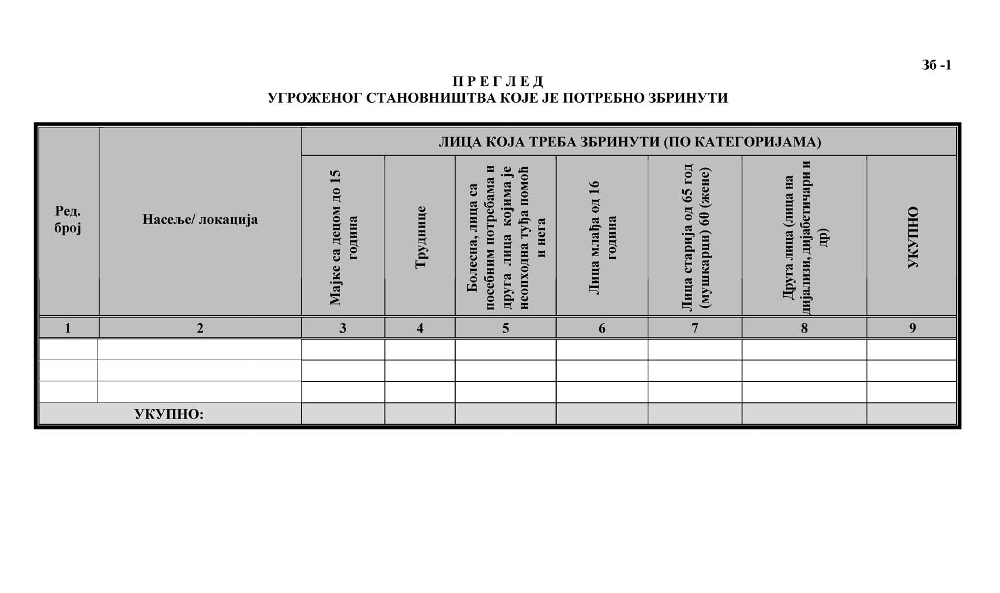 Зб -1
П Р Е Г Л Е Д
УГРОЖЕНОГ СТАНОВНИШТВА КОЈЕ ЈЕ ПОТРЕБНО ЗБРИНУТИ
Ред.
број
Насеље/ локација
ЛИЦА КОЈА ТРЕБА ЗБРИНУТИ (ПО КАТЕГОРИЈАМА)
Мајке са децом до 15
година
Труднице
Болесна, лица са
посебним потребама и
друга лица којима је
неопходна туђа помоћ
и нега
Лица млађа од 16
година
Лица старија од 65 год
(мушкарци) 60 (жене)
Друга лица (лица на
дијализи, дијабетичари и
др)
УКУПНО
1 2 3 4 5 6 7 8 9
УКУПНО: